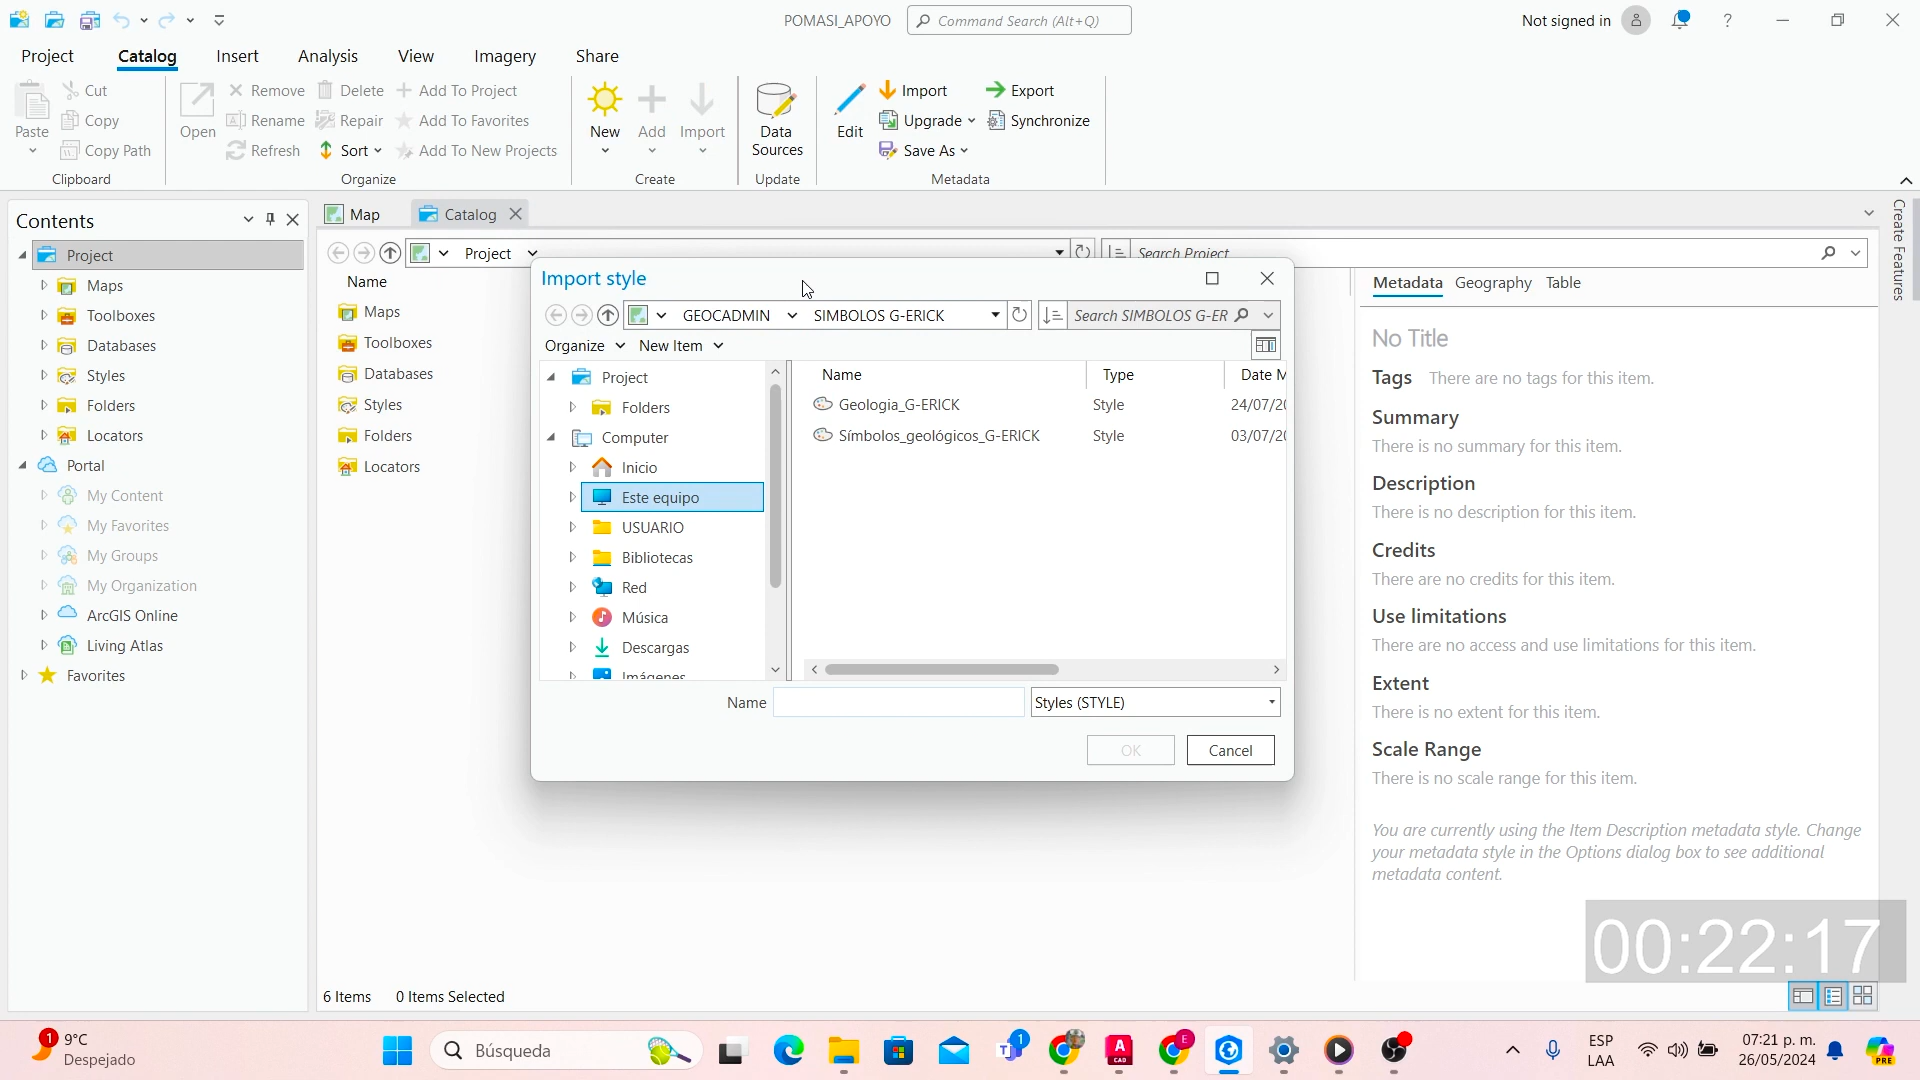 POMASI_APOYO
Command Search (Alt+Q)
Not signed in
Project
Catalog
Insert
Analysis
View
Imagery
Share
Paste
Cut
Copy
Copy Path
Clipboard
Open
Remove
Rename
Refresh
Delete
Repair
Sort
Add To Project
Add To Favorites
Add To New Projects
Organize
New
Add
Import
Create
Data Sources
Update
Edit
Import
Upgrade
Save As
Export
Synchronize
Metadata
Contents
Project
Maps
Toolboxes
Databases
Styles
Folders
Locators
Portal
My Content
My Favorites
My Groups
My Organization
ArcGIS Online
Living Atlas
Favorites
Map
Catalog
Project
Search Project
Name
Maps
Toolboxes
Databases
Styles
Folders
Locators
6 Items
0 Items Selected
Import style
GEOCADMIN
SIMBOLOS G-ERICK
Search SIMBOLOS G-ER
Organize
New Item
Project
Folders
Computer
Inicio
Este equipo
USUARIO
Bibliotecas
Red
Música
Descargas
Imágenes
Name Type Date M
Geologia_G-ERICK Style 24/07/20
Símbolos_geológicos_G-ERICK Style 03/07/20
Name
Styles (STYLE)
OK
Cancel
Create Features
Metadata Geography Table
No Title
Tags There are no tags for this item.
Summary
There is no summary for this item.
Description
There is no description for this item.
Credits
There are no credits for this item.
Use limitations
There are no access and use limitations for this item.
Extent
There is no extent for this item.
Scale Range
There is no scale range for this item.
You are currently using the Item Description metadata style. Change
your metadata style in the Options dialog box to see additional
metadata content.
00:22:17
1
9°C
Despejado
Búsqueda
1
A
CAD
E
ESP
LAA
07:21 p. m.
26/05/2024
PRE